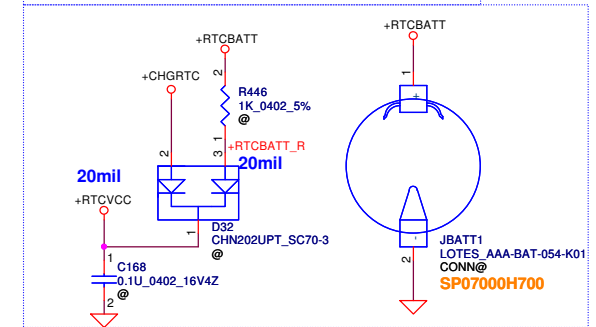 +RTCBATT
+RTCBATT
+CHGRTC
2
R446
1K_0402_5%
@
1
+RTCBATT_R
2
3
20mil
20mil
+RTCVCC
1
D32
CHN202UPT_SC70-3
@
1
C168
0.1U_0402_16V4Z
@
2
1
+
-
JBATT1
LOTES_AAA-BAT-054-K01
CONN@
SP07000H700
2